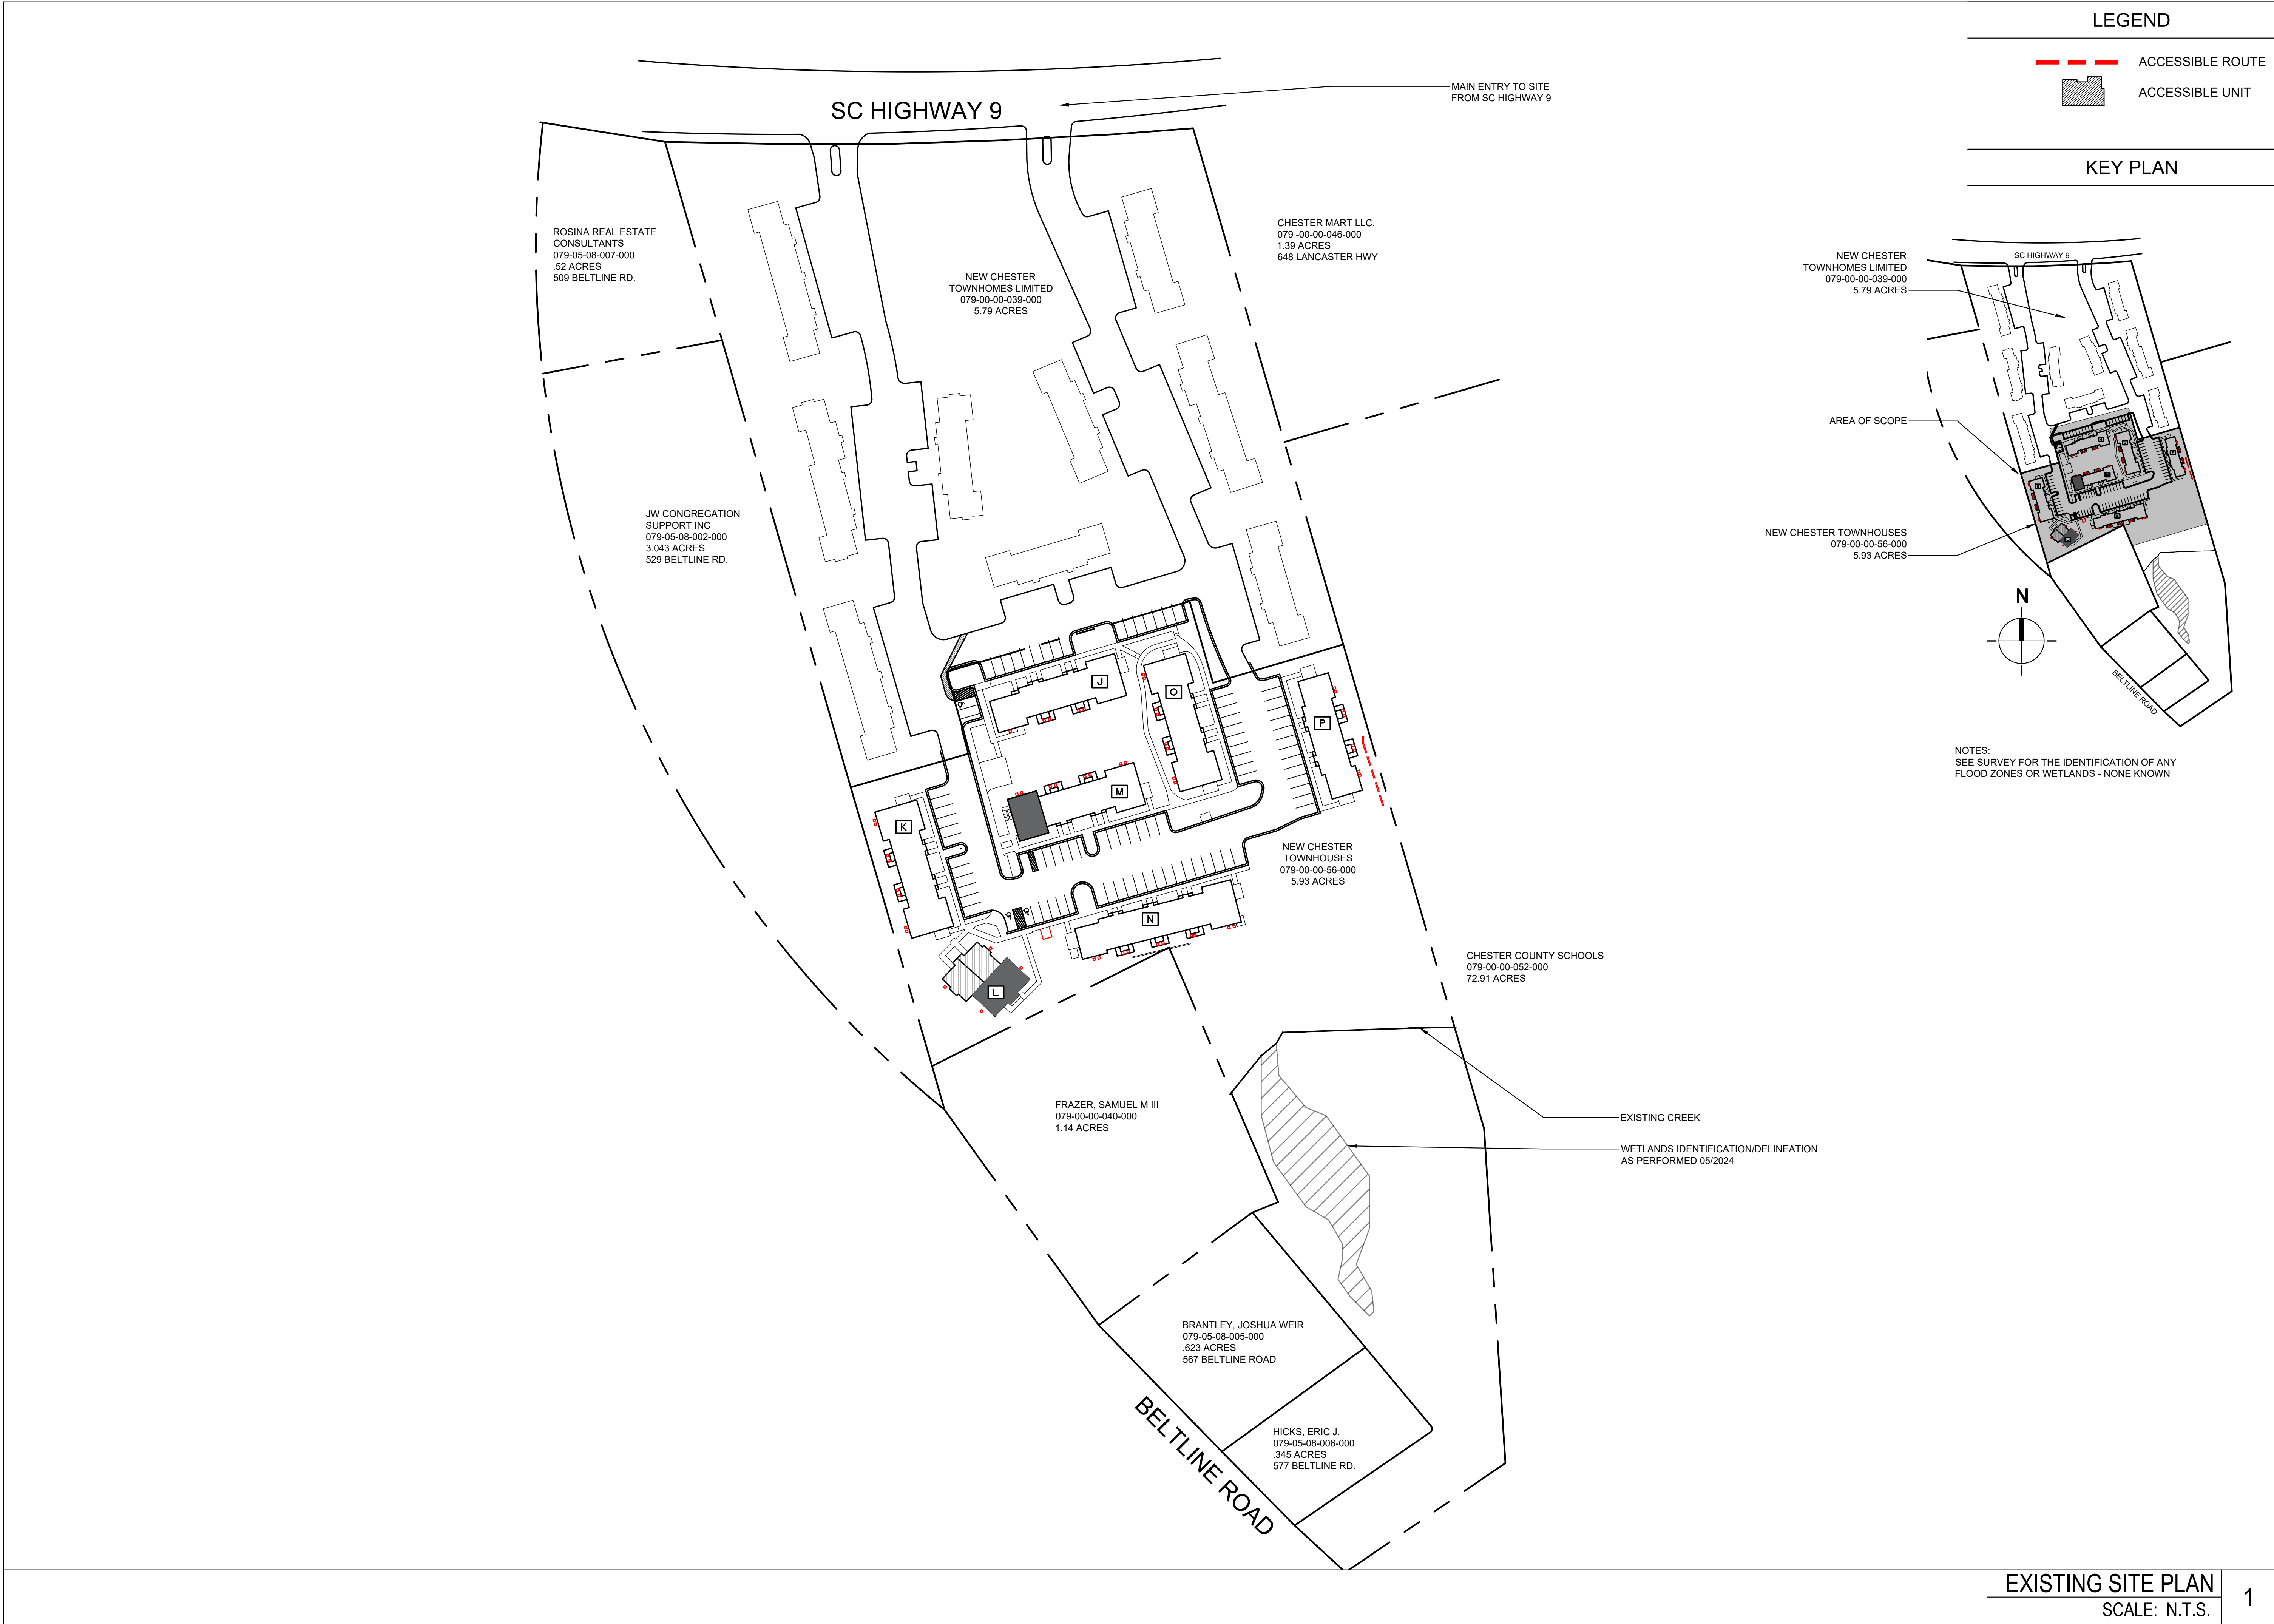 LEGEND
ACCESSIBLE ROUTE
ACCESSIBLE UNIT
KEY PLAN
MAIN ENTRY TO SITE
FROM SC HIGHWAY 9
SC HIGHWAY 9
ROSINA REAL ESTATE
CONSULTANTS
079-05-08-007-000
.52 ACRES
509 BELTLINE RD.
NEW CHESTER
TOWNHOMES LIMITED
079-00-00-039-000
5.79 ACRES
CHESTER MART LLC.
079 -00-00-046-000
1.39 ACRES
648 LANCASTER HWY
JW CONGREGATION
SUPPORT INC
079-05-08-002-000
3.043 ACRES
529 BELTLINE RD.
J
O
P
M
K
N
L
NEW CHESTER
TOWNHOUSES
079-00-00-56-000
5.93 ACRES
CHESTER COUNTY SCHOOLS
079-00-00-052-000
72.91 ACRES
FRAZER, SAMUEL M III
079-00-00-040-000
1.14 ACRES
EXISTING CREEK
WETLANDS IDENTIFICATION/DELINEATION
AS PERFORMED 05/2024
BRANTLEY, JOSHUA WEIR
079-05-08-005-000
.623 ACRES
567 BELTLINE ROAD
HICKS, ERIC J.
079-05-08-006-000
.345 ACRES
577 BELTLINE RD.
BELTLINE ROAD
SC HIGHWAY 9
NEW CHESTER
TOWNHOMES LIMITED
079-00-00-039-000
5.79 ACRES
AREA OF SCOPE
NEW CHESTER TOWNHOUSES
079-00-00-56-000
5.93 ACRES
N
BELTLINE ROAD
NOTES:
SEE SURVEY FOR THE IDENTIFICATION OF ANY
FLOOD ZONES OR WETLANDS - NONE KNOWN
EXISTING SITE PLAN
SCALE: N.T.S.
1